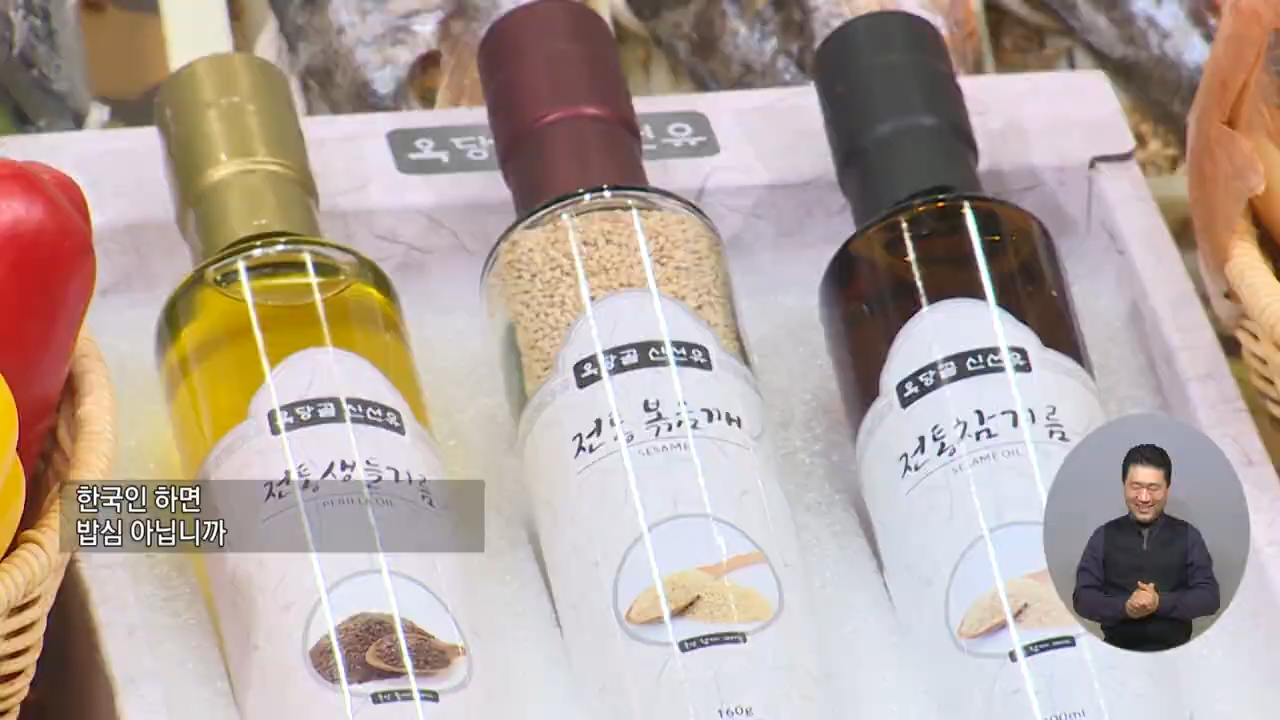 옥당골 신선유
옥당골 신선유
전통생들기름
PERILLA OIL
옥당골 신선유
전통볶음깨
SESAME
160g
옥당골 신선유
전통참기름
SESAME OIL
한국인 하면
밥심 아닙니까